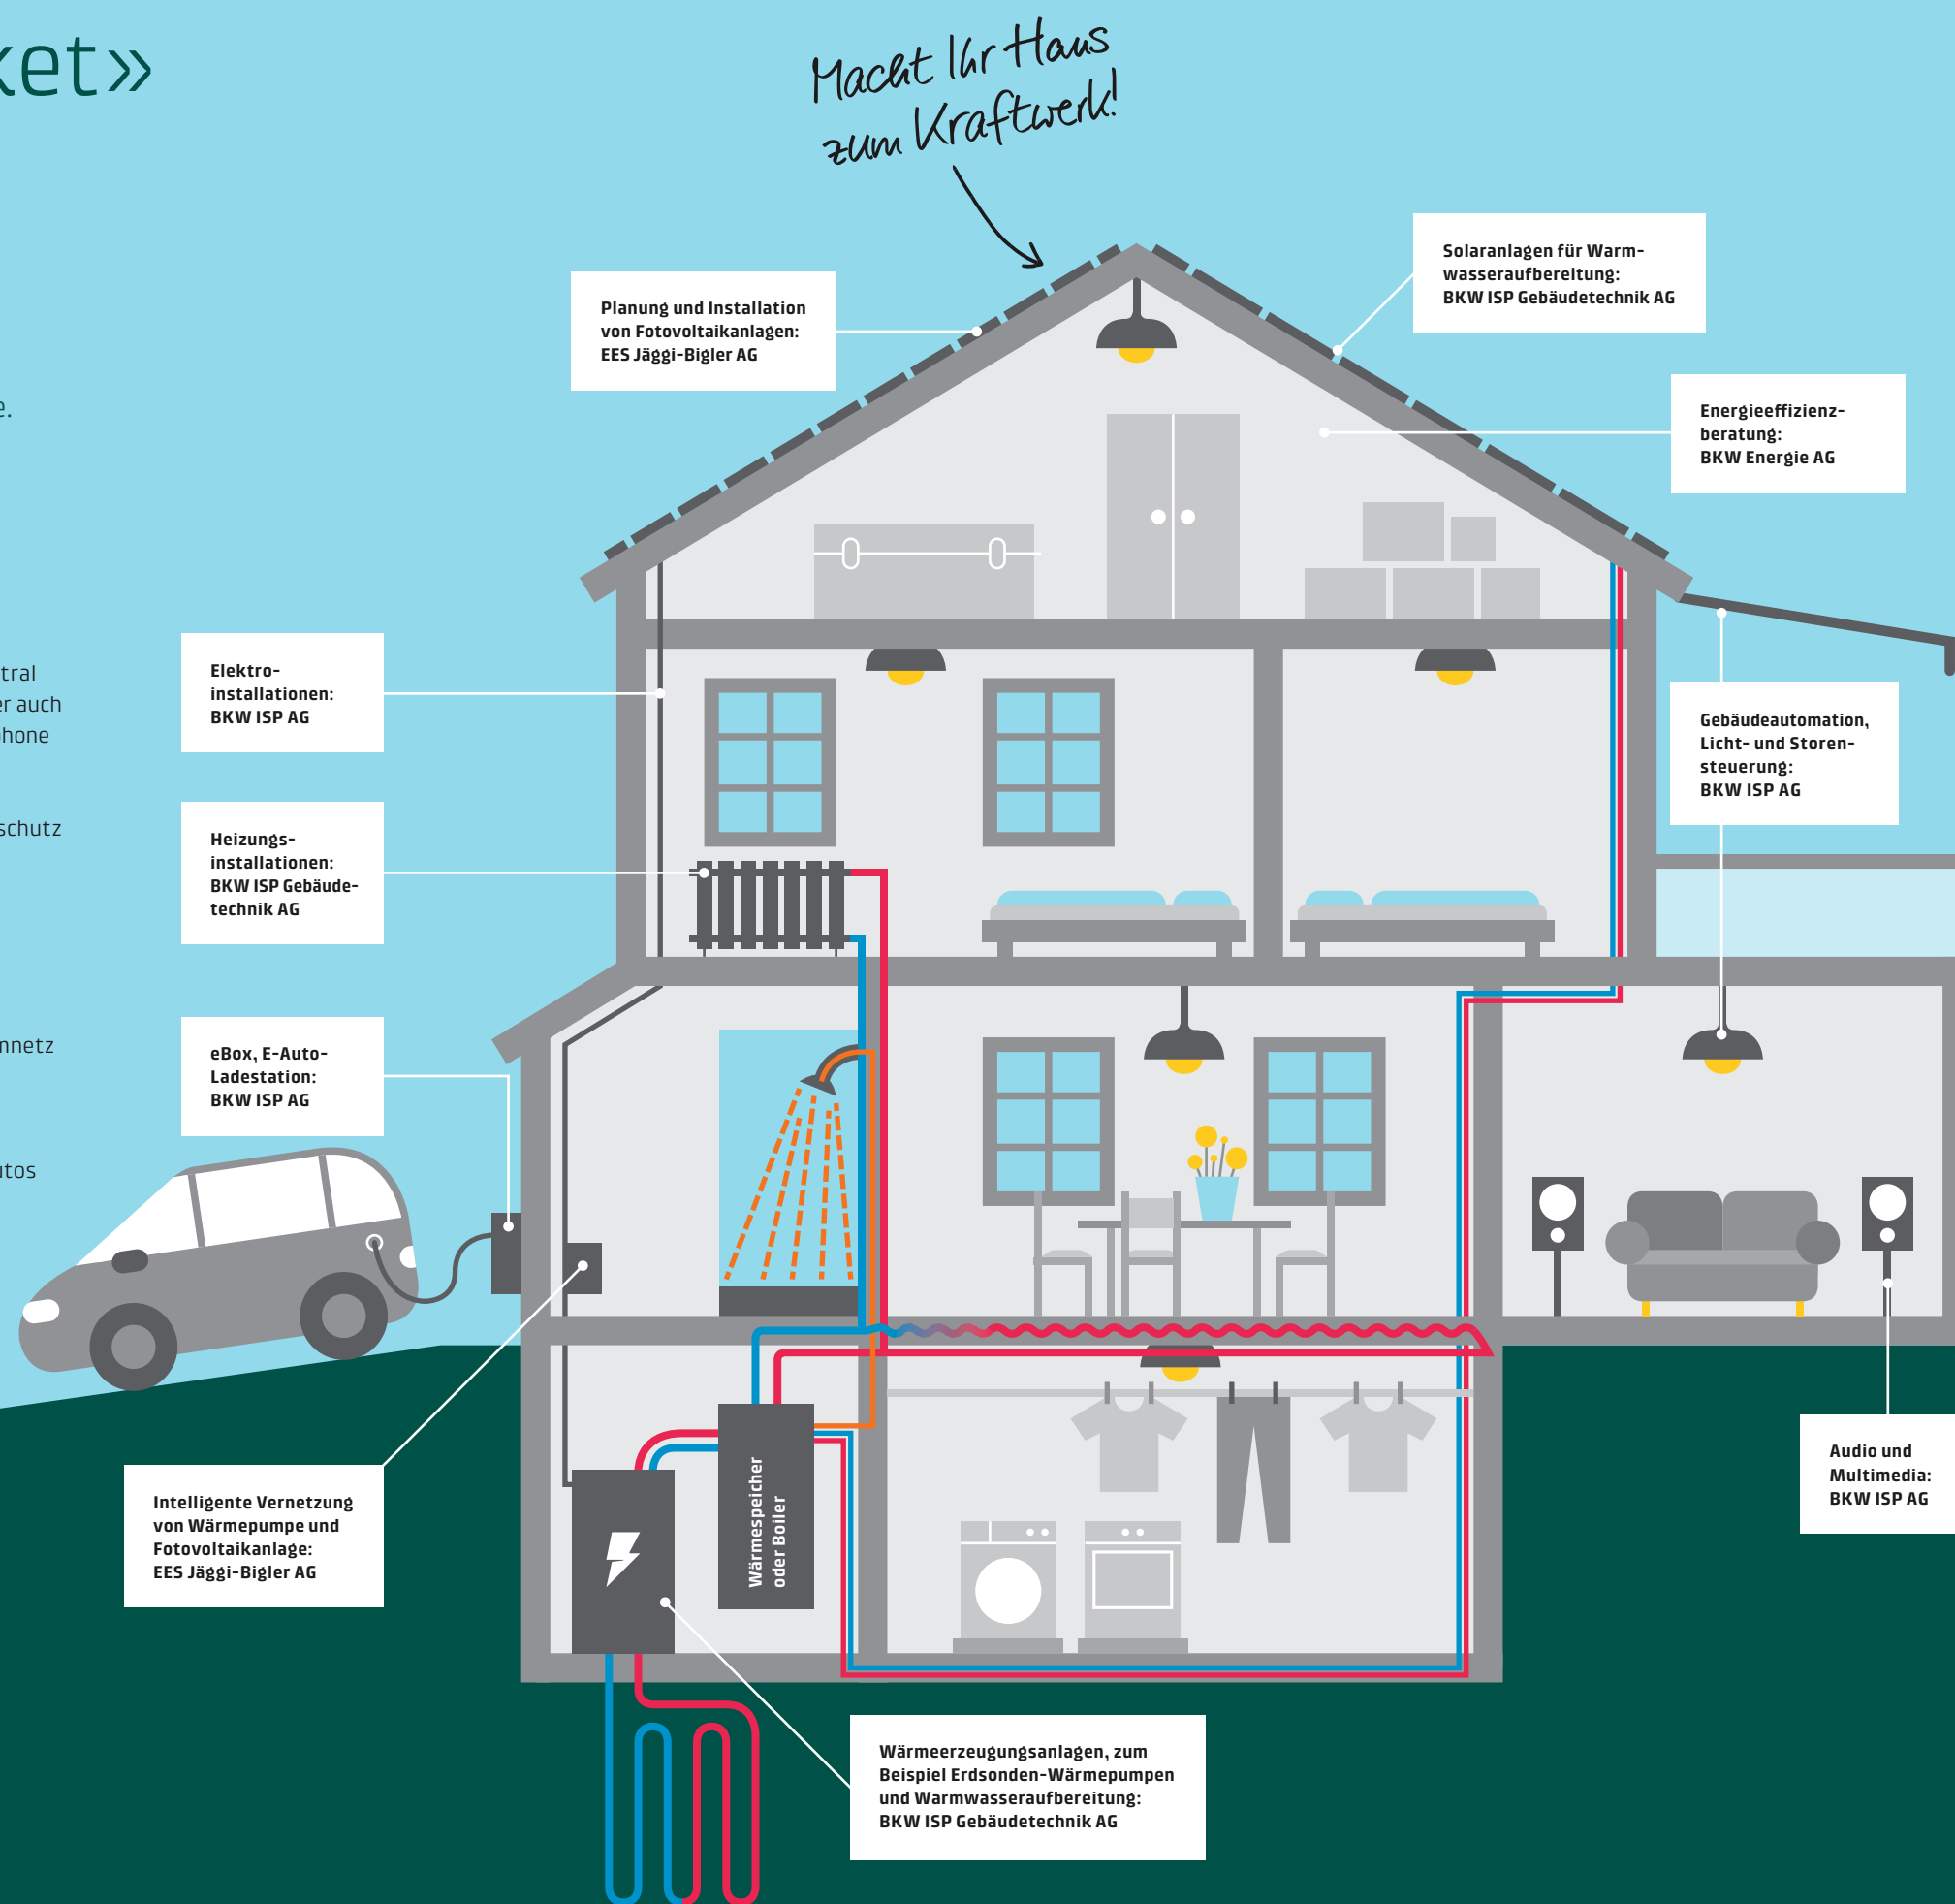 ket»
Macht Ihr Haus
zum Kraftwerk!
Planung und Installation
von Fotovoltaikanlagen:
EES Jäggi-Bigler AG
Solaranlagen für Warm-
wasseraufbereitung:
BKW ISP Gebäudetechnik AG
Energieeffizienz-
beratung:
BKW Energie AG
e.
tral
er auch
hone
schutz
nnetz
utos
Elektro-
installationen:
BKW ISP AG
Heizungs-
installationen:
BKW ISP Gebäude-
technik AG
eBox, E-Auto-
Ladestation:
BKW ISP AG
Gebäudeautomation,
Licht- und Storen-
steuerung:
BKW ISP AG
Intelligente Vernetzung
von Wärmepumpe und
Fotovoltaikanlage:
EES Jäggi-Bigler AG
Wärmespeicher
oder Boiler
Audio und
Multimedia:
BKW ISP AG
Wärmeerzeugungsanlagen, zum
Beispiel Erdsonden-Wärmepumpen
und Warmwasseraufbereitung:
BKW ISP Gebäudetechnik AG